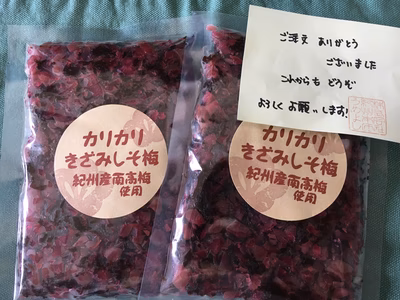 ご注文 ありがとう
ございました
これからも どうぞ
よろしく お願いします!
カリカリ
きざみしそ梅
紀州産南高梅
使用
カリカリ
きざみしそ梅
紀州産南高梅
使用